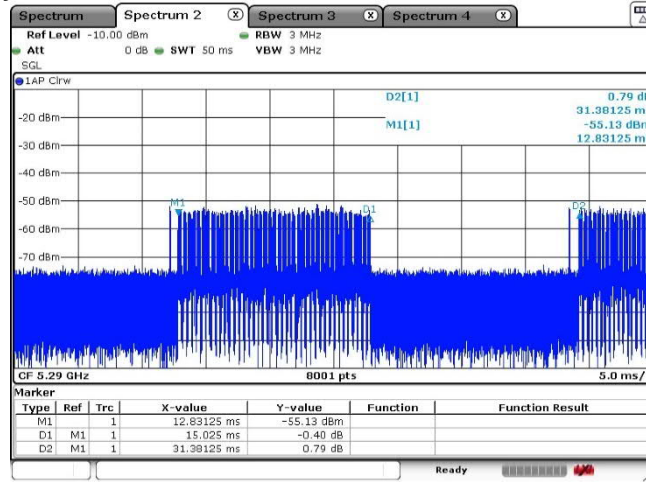 Spectrum Spectrum 2 X Spectrum 3 X Spectrum 4 X
Ref Level -10.00 dBm RBW 3 MHz
Att 0 dB SWT 50 ms VBW 3 MHz
SGL
1AP Clrw
D2[1] 0.79 d
31.38125 m
M1[1] -55.13 dBm
12.83125 m
-20 dBm
-30 dBm
-40 dBm
-50 dBm
M1 D1 D2
-60 dBm
-70 dBm
CF 5.29 GHz 8001 pts 5.0 ms/
Marker
Type Ref Trc X-value Y-value Function Function Result
M1 1 12.83125 ms -55.13 dBm
D1 M1 1 15.025 ms -0.40 dB
D2 M1 1 31.38125 ms 0.79 dB
Ready